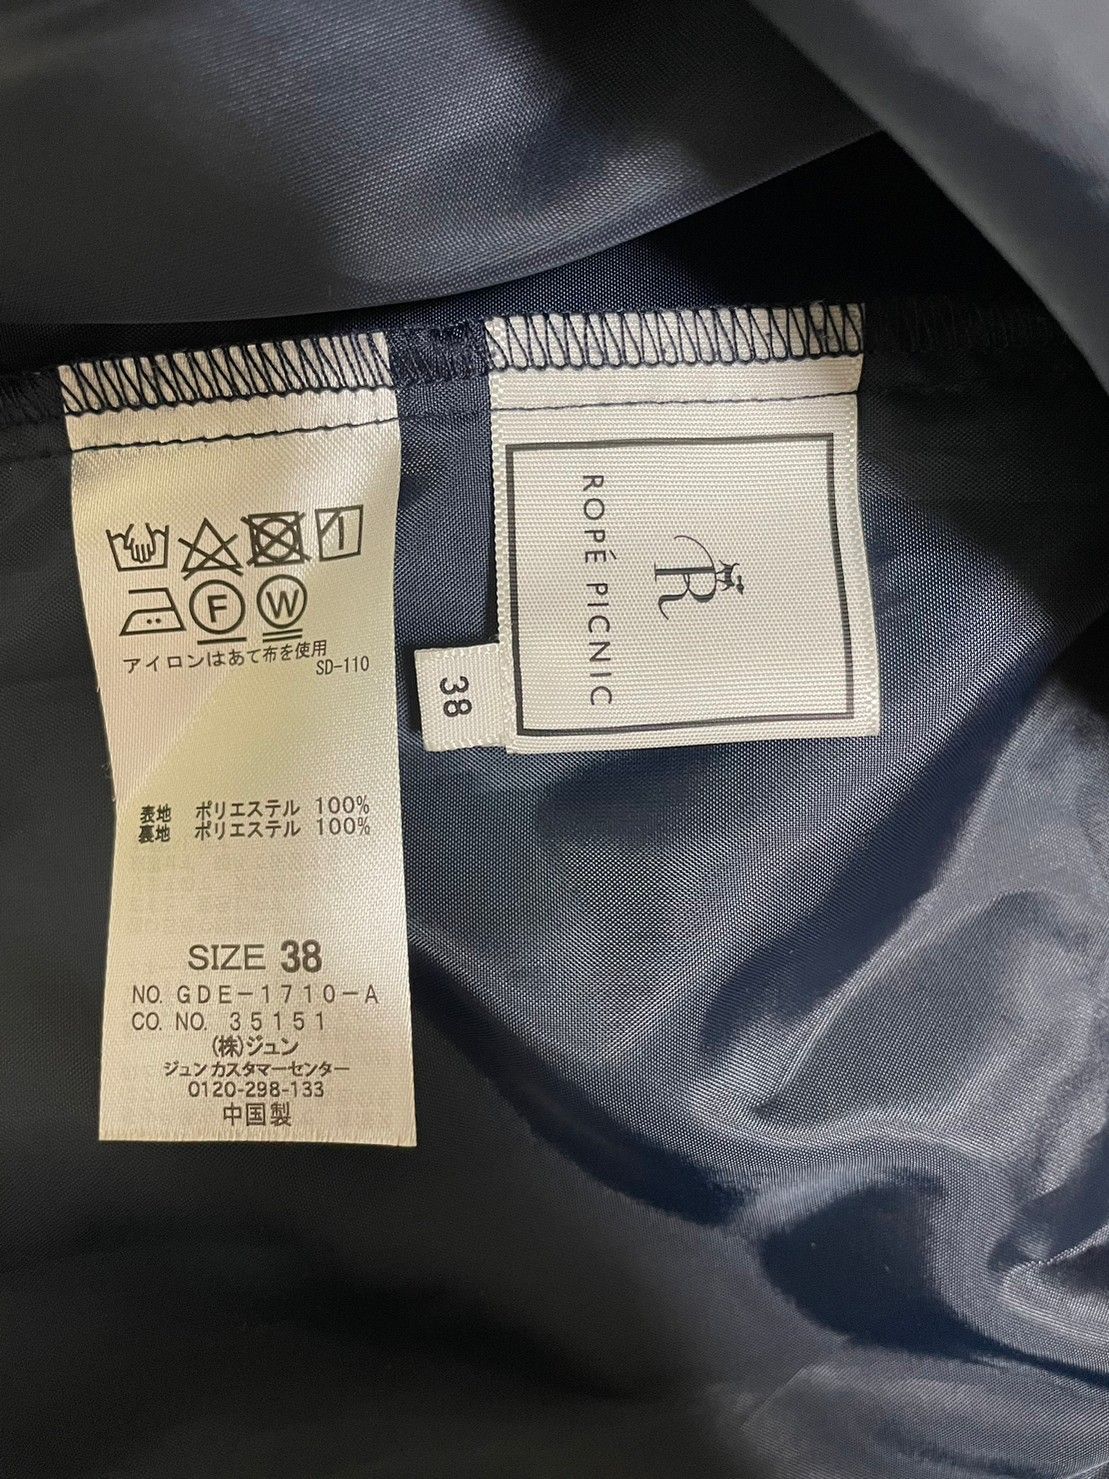 アイロンはあて布を使用
SD-110
表地 ポリエステル 100%
裏地 ポリエステル 100%
SIZE 38
NO. GDE-1710-A
CO. NO. 35151
(株)ジュン
ジュンカスタマーセンター
0120-298-133
中国製
F
W
R
ROPÉ PICNIC
38